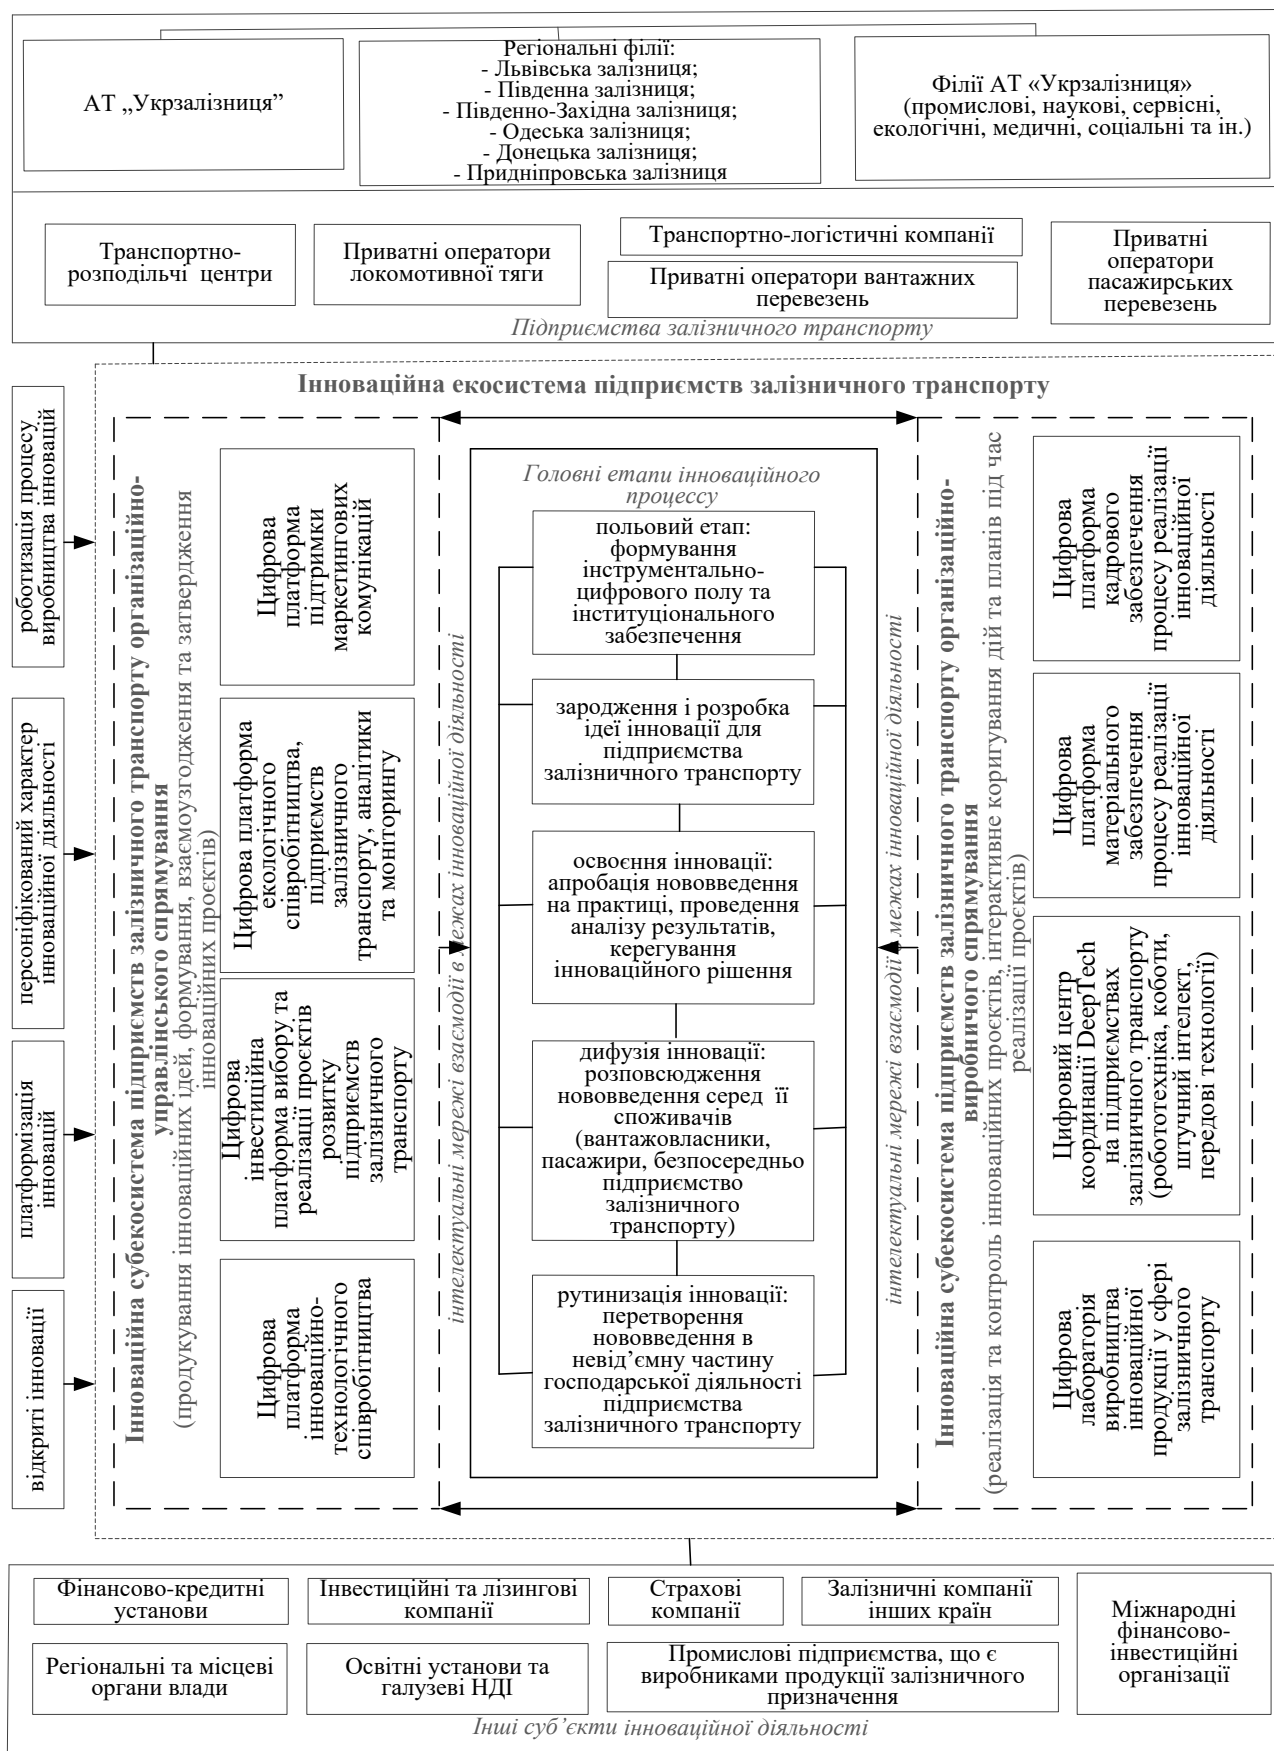 АТ „Укрзалізниця”
Регіональні філії:
- Львівська залізниця;
- Південна залізниця;
- Південно-Західна залізниця;
- Одеська залізниця;
- Донецька залізниця;
- Придніпровська залізниця
Філії АТ «Укрзалізниця»
(промислові, наукові, сервісні,
екологічні, медичні, соціальні та ін.)
Транспортно-
розподільчі центри
Приватні оператори
локомотивної тяги
Транспортно-логістичні компанії
Приватні оператори вантажних
перевезень
Приватні
оператори
пасажирських
перевезень
Підприємства залізничного транспорту
Інноваційна екосистема підприємств залізничного транспорту
роботизація процесу
виробництва інновацій
персоніфікований характер
інноваційної діяльності
платформізація
інновацій
відкриті інновації
Інноваційна субекосистема підприємств залізничного транспорту організаційно-
управлінського спрямування
(продукування інноваційних ідей, формування, взаємоузгодження та затвердження
інноваційних проєктів)
Цифрова
платформа
підтримки
маркетингових
комунікацій
Цифрова платформа
екологічного
співробництва,
підприємств
залізничного
транспорту, аналітики
та моніторингу
Цифрова
інвестиційна
платформа вибору та
реалізації проєктів
розвитку
підприємств
залізничного
транспорту
Цифрова
платформа
інноваційно-
технологічного
співробітництва
інтелектуальні мережі взаємодії в межах інноваційної діяльності
Головні етапи інноваційного
процессу
польовий етап:
формування
інструментально-
цифрового полу та
інституціонального
забезпечення
зародження і розробка
ідеї інновації для
підприємства
залізничного транспорту
освоєння інновації:
апробація нововведення
на практиці, проведення
аналізу результатів,
керегування
інноваційного рішення
дифузія інновації:
розповсюдження
нововведення серед її
споживачів
(вантажовласники,
пасажири, безпосередньо
підприємство
залізничного
транспорту)
рутинизація інновації:
перетворення
нововведення в
невід’ємну частину
господарської діяльності
підприємства
залізничного транспорту
інтелектуальні мережі взаємодії в межах інноваційної діяльності
Інноваційна субекосистема підприємств залізничного транспорту організаційно-
виробничого спрямування
(реалізація та контроль інноваційних проєктів, інтерактивне коригування дій та планів під час
реалізації проєктів)
Цифрова
платформа
кадрового
забезпечення
процесу реалізації
інноваційної
діяльності
Цифрова
платформа
матеріального
забезпечення
процесу реалізації
інноваційної
діяльності
Цифровий центр
координації DeepTech
на підприємствах
залізничного транспорту
(робототехніка, коботи,
штучний інтелект,
передові технології)
Цифрова
лабораторія
виробництва
інноваційної
продукції у сфері
залізничного
транспорту
Фінансово-кредитні
установи
Інвестиційні та лізингові
компанії
Страхові
компанії
Залізничні компанії
інших країн
Міжнародні
фінансово-
інвестиційні
організації
Регіональні та місцеві
органи влади
Освітні установи та
галузеві НДІ
Промислові підприємства, що є
виробниками продукції залізничного
призначення
Інші суб’єкти інноваційної діяльності